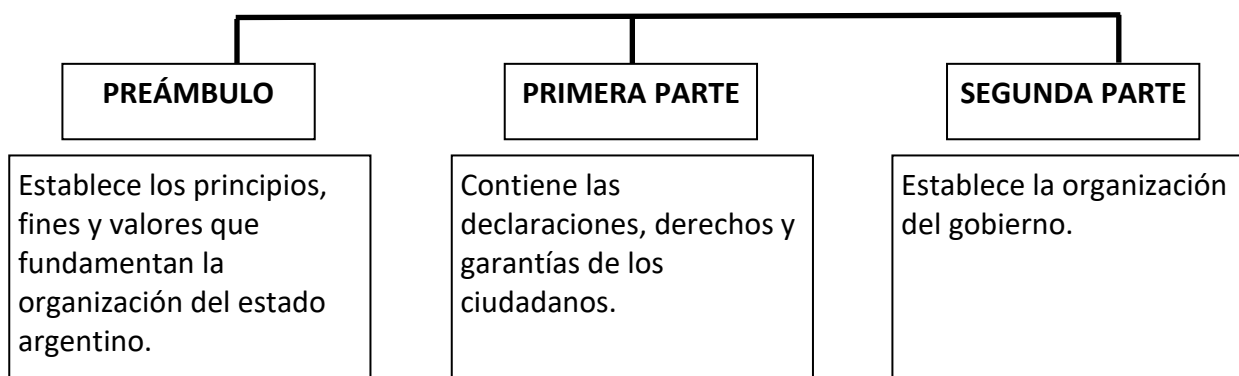 PREÁMBULO
Establece los principios,
fines y valores que
fundamentan la
organización del estado
argentino.
PRIMERA PARTE
Contiene las
declaraciones, derechos y
garantías de los
ciudadanos.
SEGUNDA PARTE
Establece la organización
del gobierno.